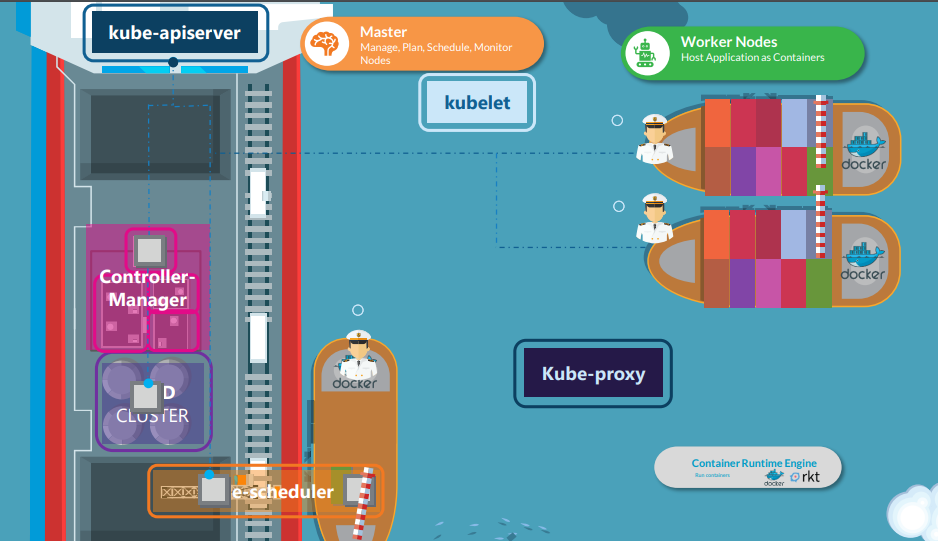 kube-apiserver
Master
Manage, Plan, Schedule, Monitor
Nodes
Worker Nodes
Host Application as Containers
kubelet
docker
docker
Controller-
Manager
docker
Kube-proxy
CLUSTER
e-scheduler
Container Runtime Engine
Run containers
docker
rkt